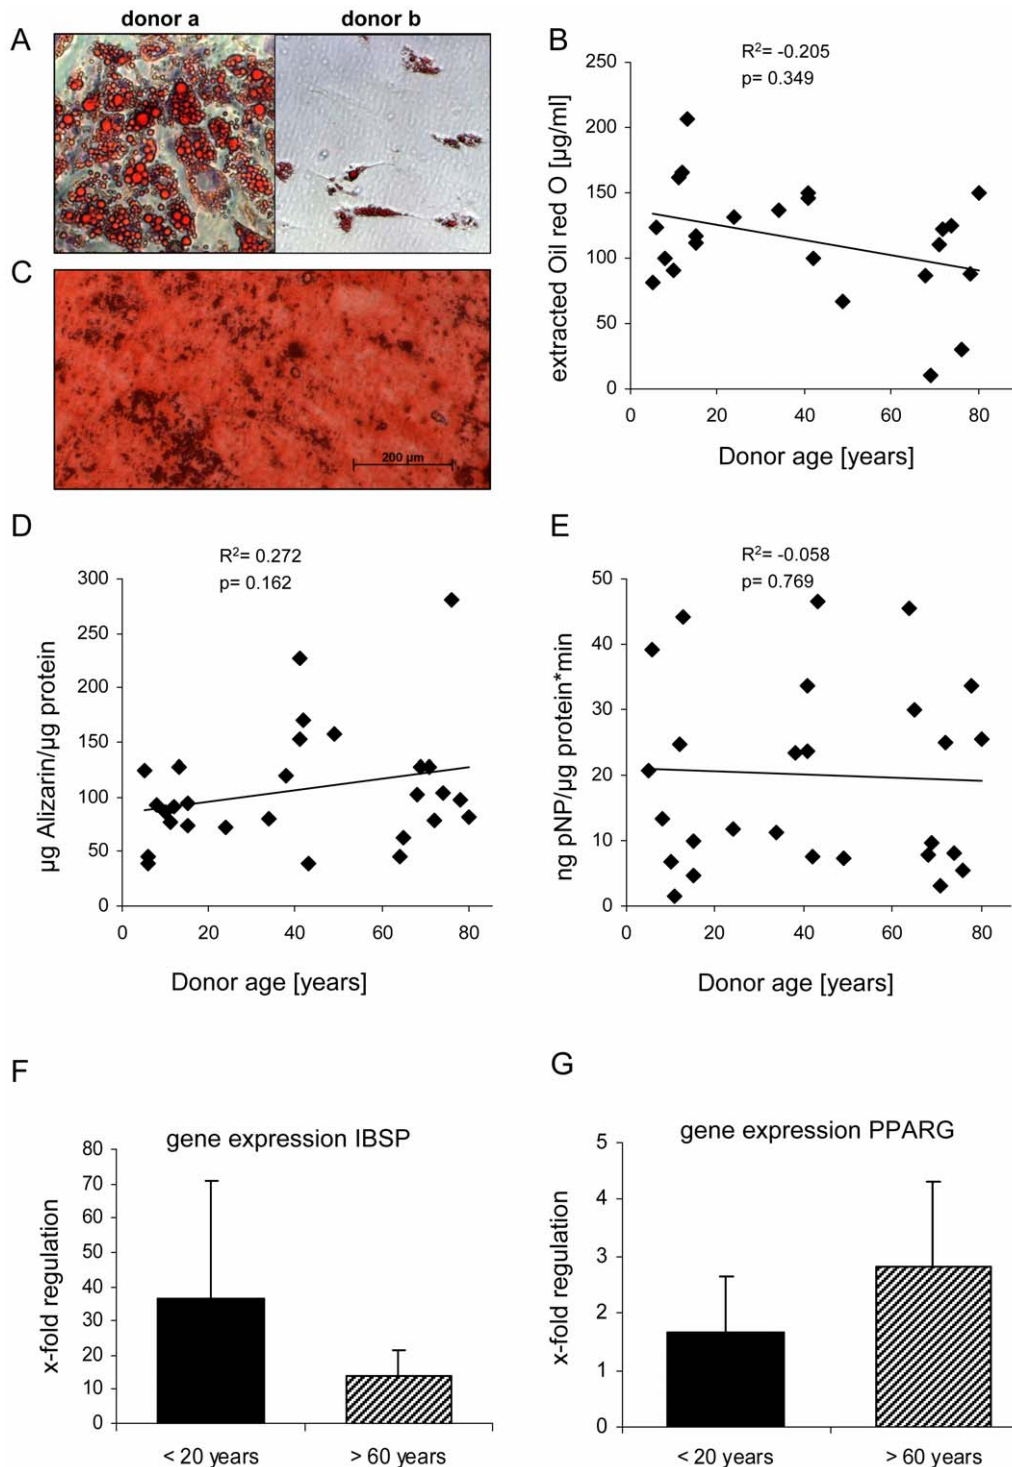 donor a
donor b
A
B
R²= -0.205
p= 0.349
250
200
150
100
50
0
extracted Oil red O [µg/ml]
0 20 40 60 80
Donor age [years]
C
200 µm
D
R²= 0.272
p= 0.162
300
250
200
150
100
50
0
µg Alizarin/µg protein
0 20 40 60 80
Donor age [years]
E
R²= -0.058
p= 0.769
50
40
30
20
10
0
ng pNP/µg protein*min
0 20 40 60 80
Donor age [years]
F
gene expression IBSP
80
70
60
50
40
30
20
10
0
x-fold regulation
< 20 years > 60 years
G
gene expression PPARG
5
4
3
2
1
0
x-fold regulation
< 20 years > 60 years